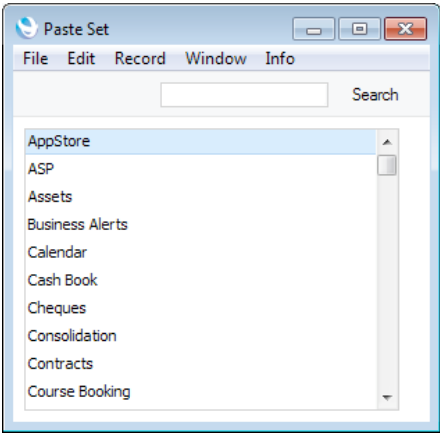 Paste Set
File Edit Record Window Info
Search
AppStore
ASP
Assets
Business Alerts
Calendar
Cash Book
Cheques
Consolidation
Contracts
Course Booking